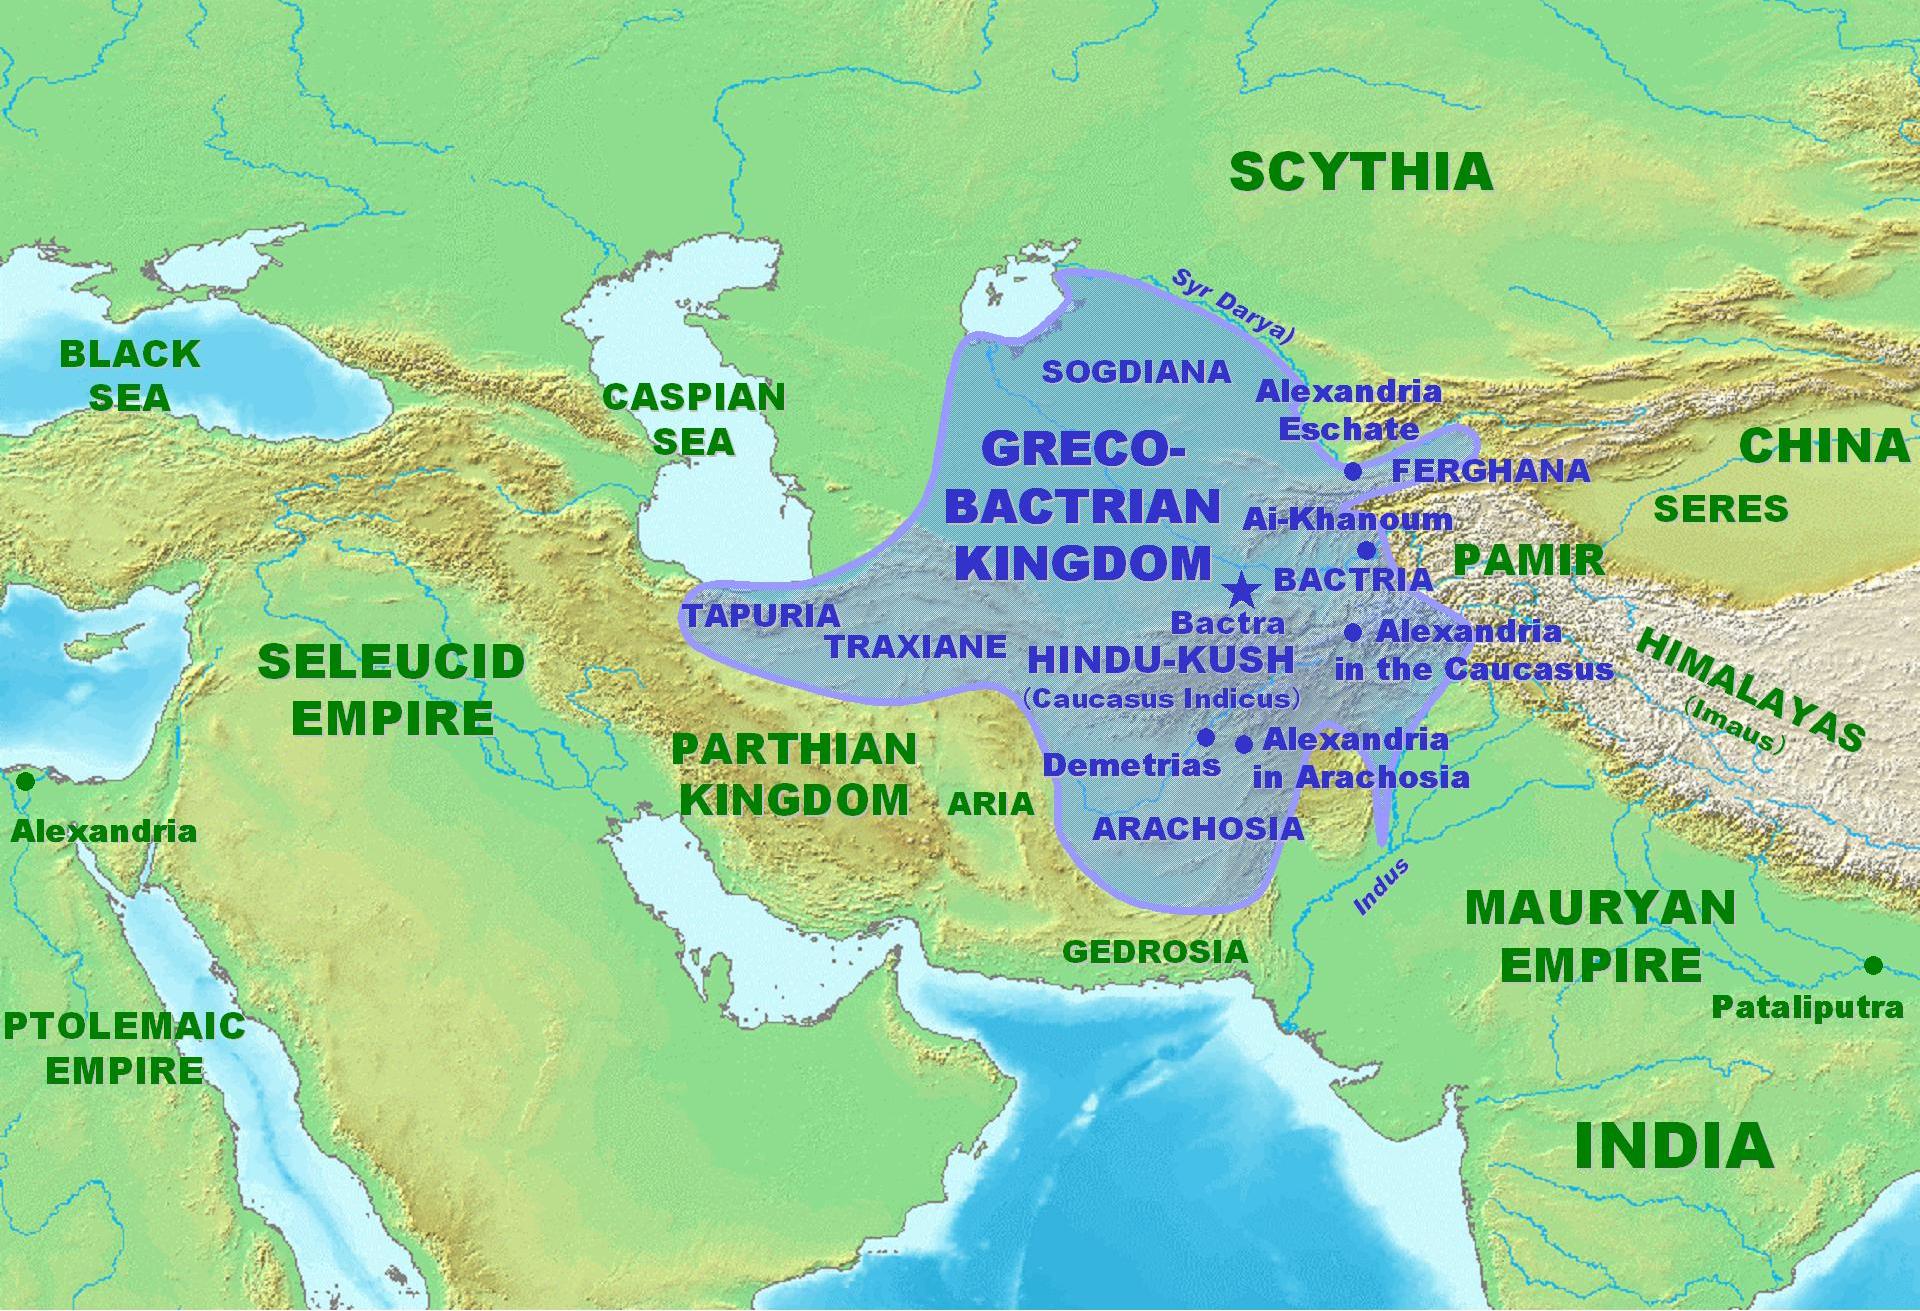 SCYTHIA
Syr Darya)
BLACK
SEA
CASPIAN
SEA
SOGDIANA
Alexandria
Eschate
GRECO-
BACTRIAN
KINGDOM
FERGHANA
CHINA
SERES
Ai-Khanoum
PAMIR
BACTRIA
Bactra
TAPURIA
TRAXIANE
HINDU-KUSH
(Caucasus Indicus)
Alexandria
in the Caucasus
HIMALAYAS
(Imaus)
SELEUCID
EMPIRE
PARTHIAN
KINGDOM
ARIA
Demetrias
Alexandria
in Arachosia
ARACHOSIA
Alexandria
Indus
MAURYAN
EMPIRE
GEDROSIA
Pataliputra
PTOLEMAIC
EMPIRE
INDIA